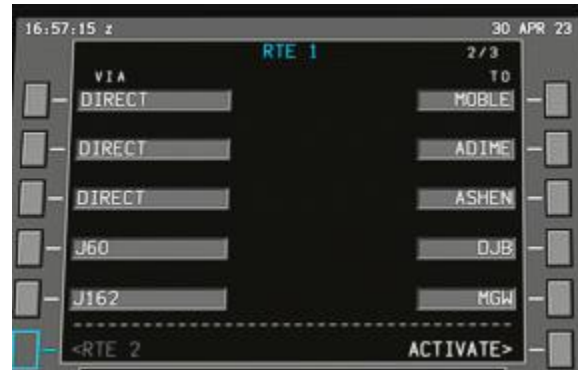 16:57:15 z 30 APR 23
RTE 1 2/3
VIA TO
DIRECT MOBLE
DIRECT ADIME
DIRECT ASHEN
J60 DJB
J162 MGW
<RTE 2 ACTIVATE>